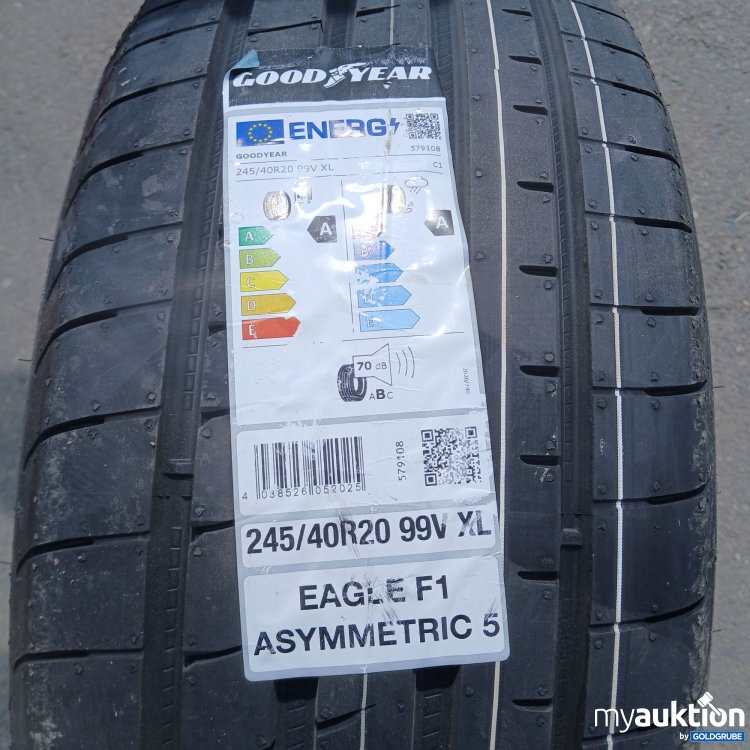 GOODYEAR
ENERG
GOODYEAR 579108
245/40R20 99V XL C1
A A
A
B B
C
D D
E E
70 dB
ABC
579108
4 038526 052025
245/40R20 99V XL
EAGLE F1
ASYMMETRIC 5
myauktion
by GOLDGRUBE